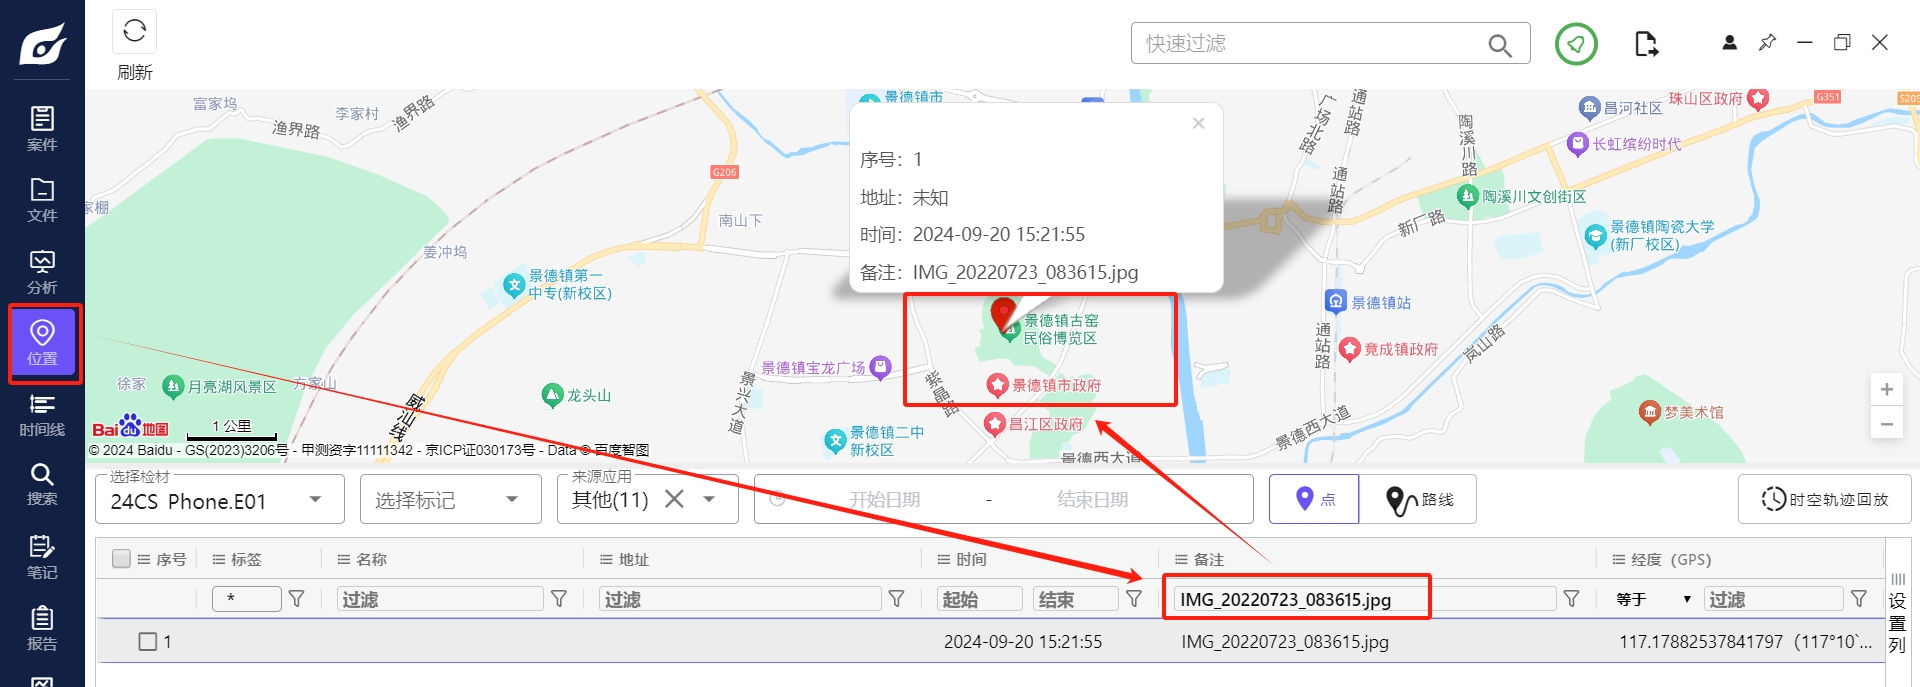 刷新
快速过滤
案件
文件
分析
位置
时间线
搜索
笔记
报告
富家坞
李家村
渔界路
渔界路
G206
南山下
姜冲坞
家棚
景德镇第一
中专(新校区)
徐家
月亮湖风景区
方家山
威汕线
龙头山
景兴大道
景德镇宝龙广场
紫晶路
景德镇二中
新校区
景德镇市
序号：1
地址：未知
时间：2024-09-20 15:21:55
备注：IMG_20220723_083615.jpg
景德镇古窑
民俗博览区
景德镇市政府
昌江区政府
景德西大道
景德西大道
广场北路
通站路
通站路
通站路
陶溪川路
新厂路
岚山路
珠山区政府
G351
S205
昌河社区
长虹缤纷时代
陶溪川文创街区
景德镇陶瓷大学
(新厂校区)
景德镇站
竟成镇政府
梦美术馆
+
−
Bai du 地图
1 公里
© 2024 Baidu - GS(2023)3206号 - 甲测资字11111342 - 京ICP证030173号 - Data © 百度智图
选择检材
24CS Phone.E01
选择标记
来源应用
其他(11)
开始日期 - 结束日期
点
路线
时空轨迹回放
序号 标签 名称 地址 时间 备注 经度（GPS)
* 过滤 过滤 起始 结束 IMG_20220723_083615.jpg 等于 过滤
1 2024-09-20 15:21:55 IMG_20220723_083615.jpg 117.17882537841797（117°10`...
设置列